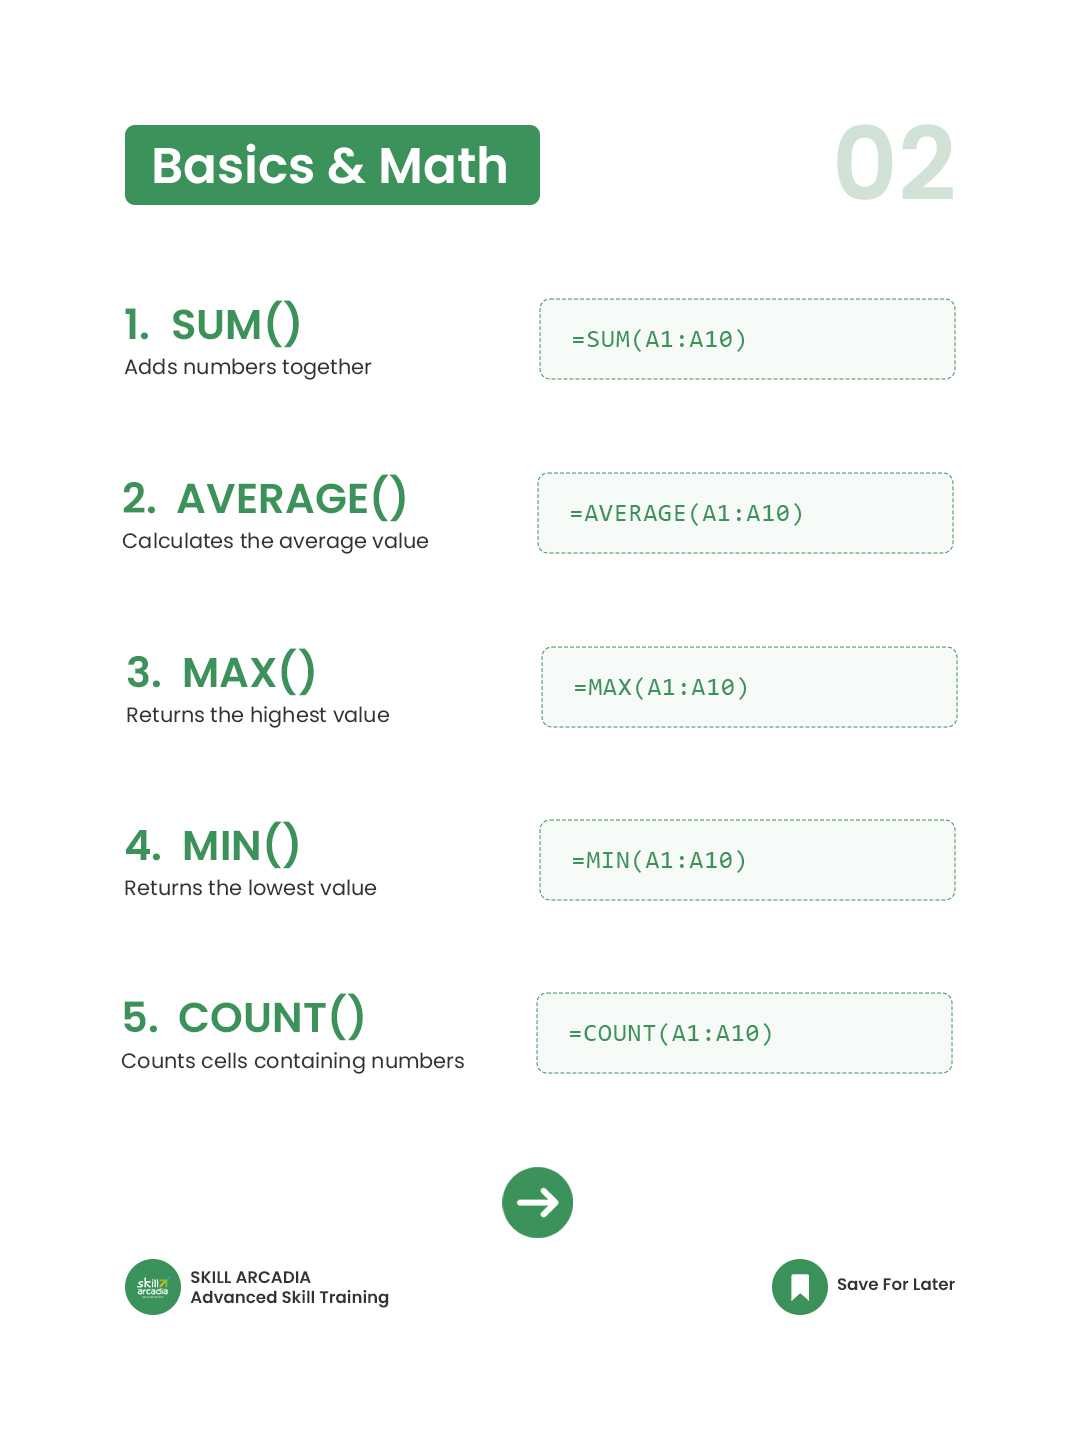 Basics & Math
02
1. SUM()
Adds numbers together
=SUM(A1:A10)
2. AVERAGE()
Calculates the average value
=AVERAGE(A1:A10)
3. MAX()
Returns the highest value
=MAX(A1:A10)
4. MIN()
Returns the lowest value
=MIN(A1:A10)
5. COUNT()
Counts cells containing numbers
=COUNT(A1:A10)
skill
arcadia
SKILL ARCADIA
Advanced Skill Training
Save For Later